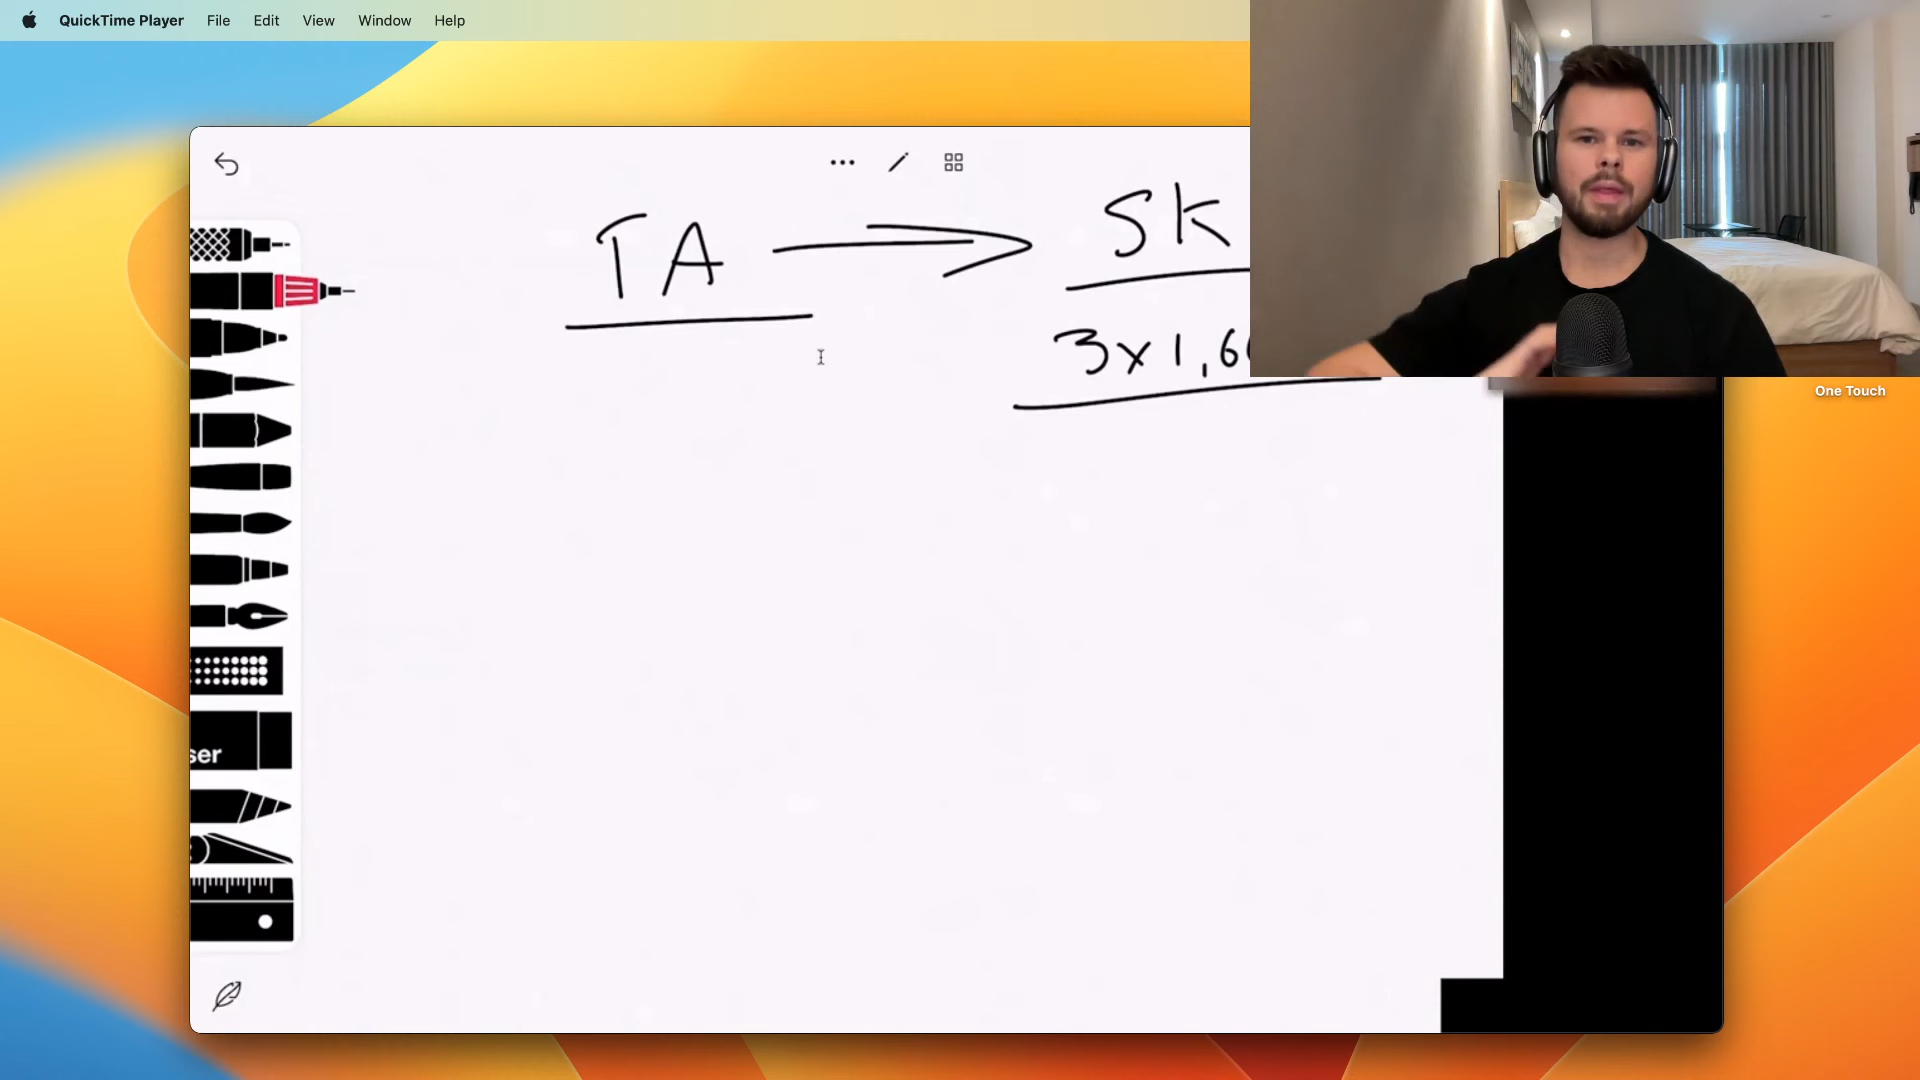 QuickTime Player File Edit View Window Help
TA → SK
3x1,6
One Touch
ser